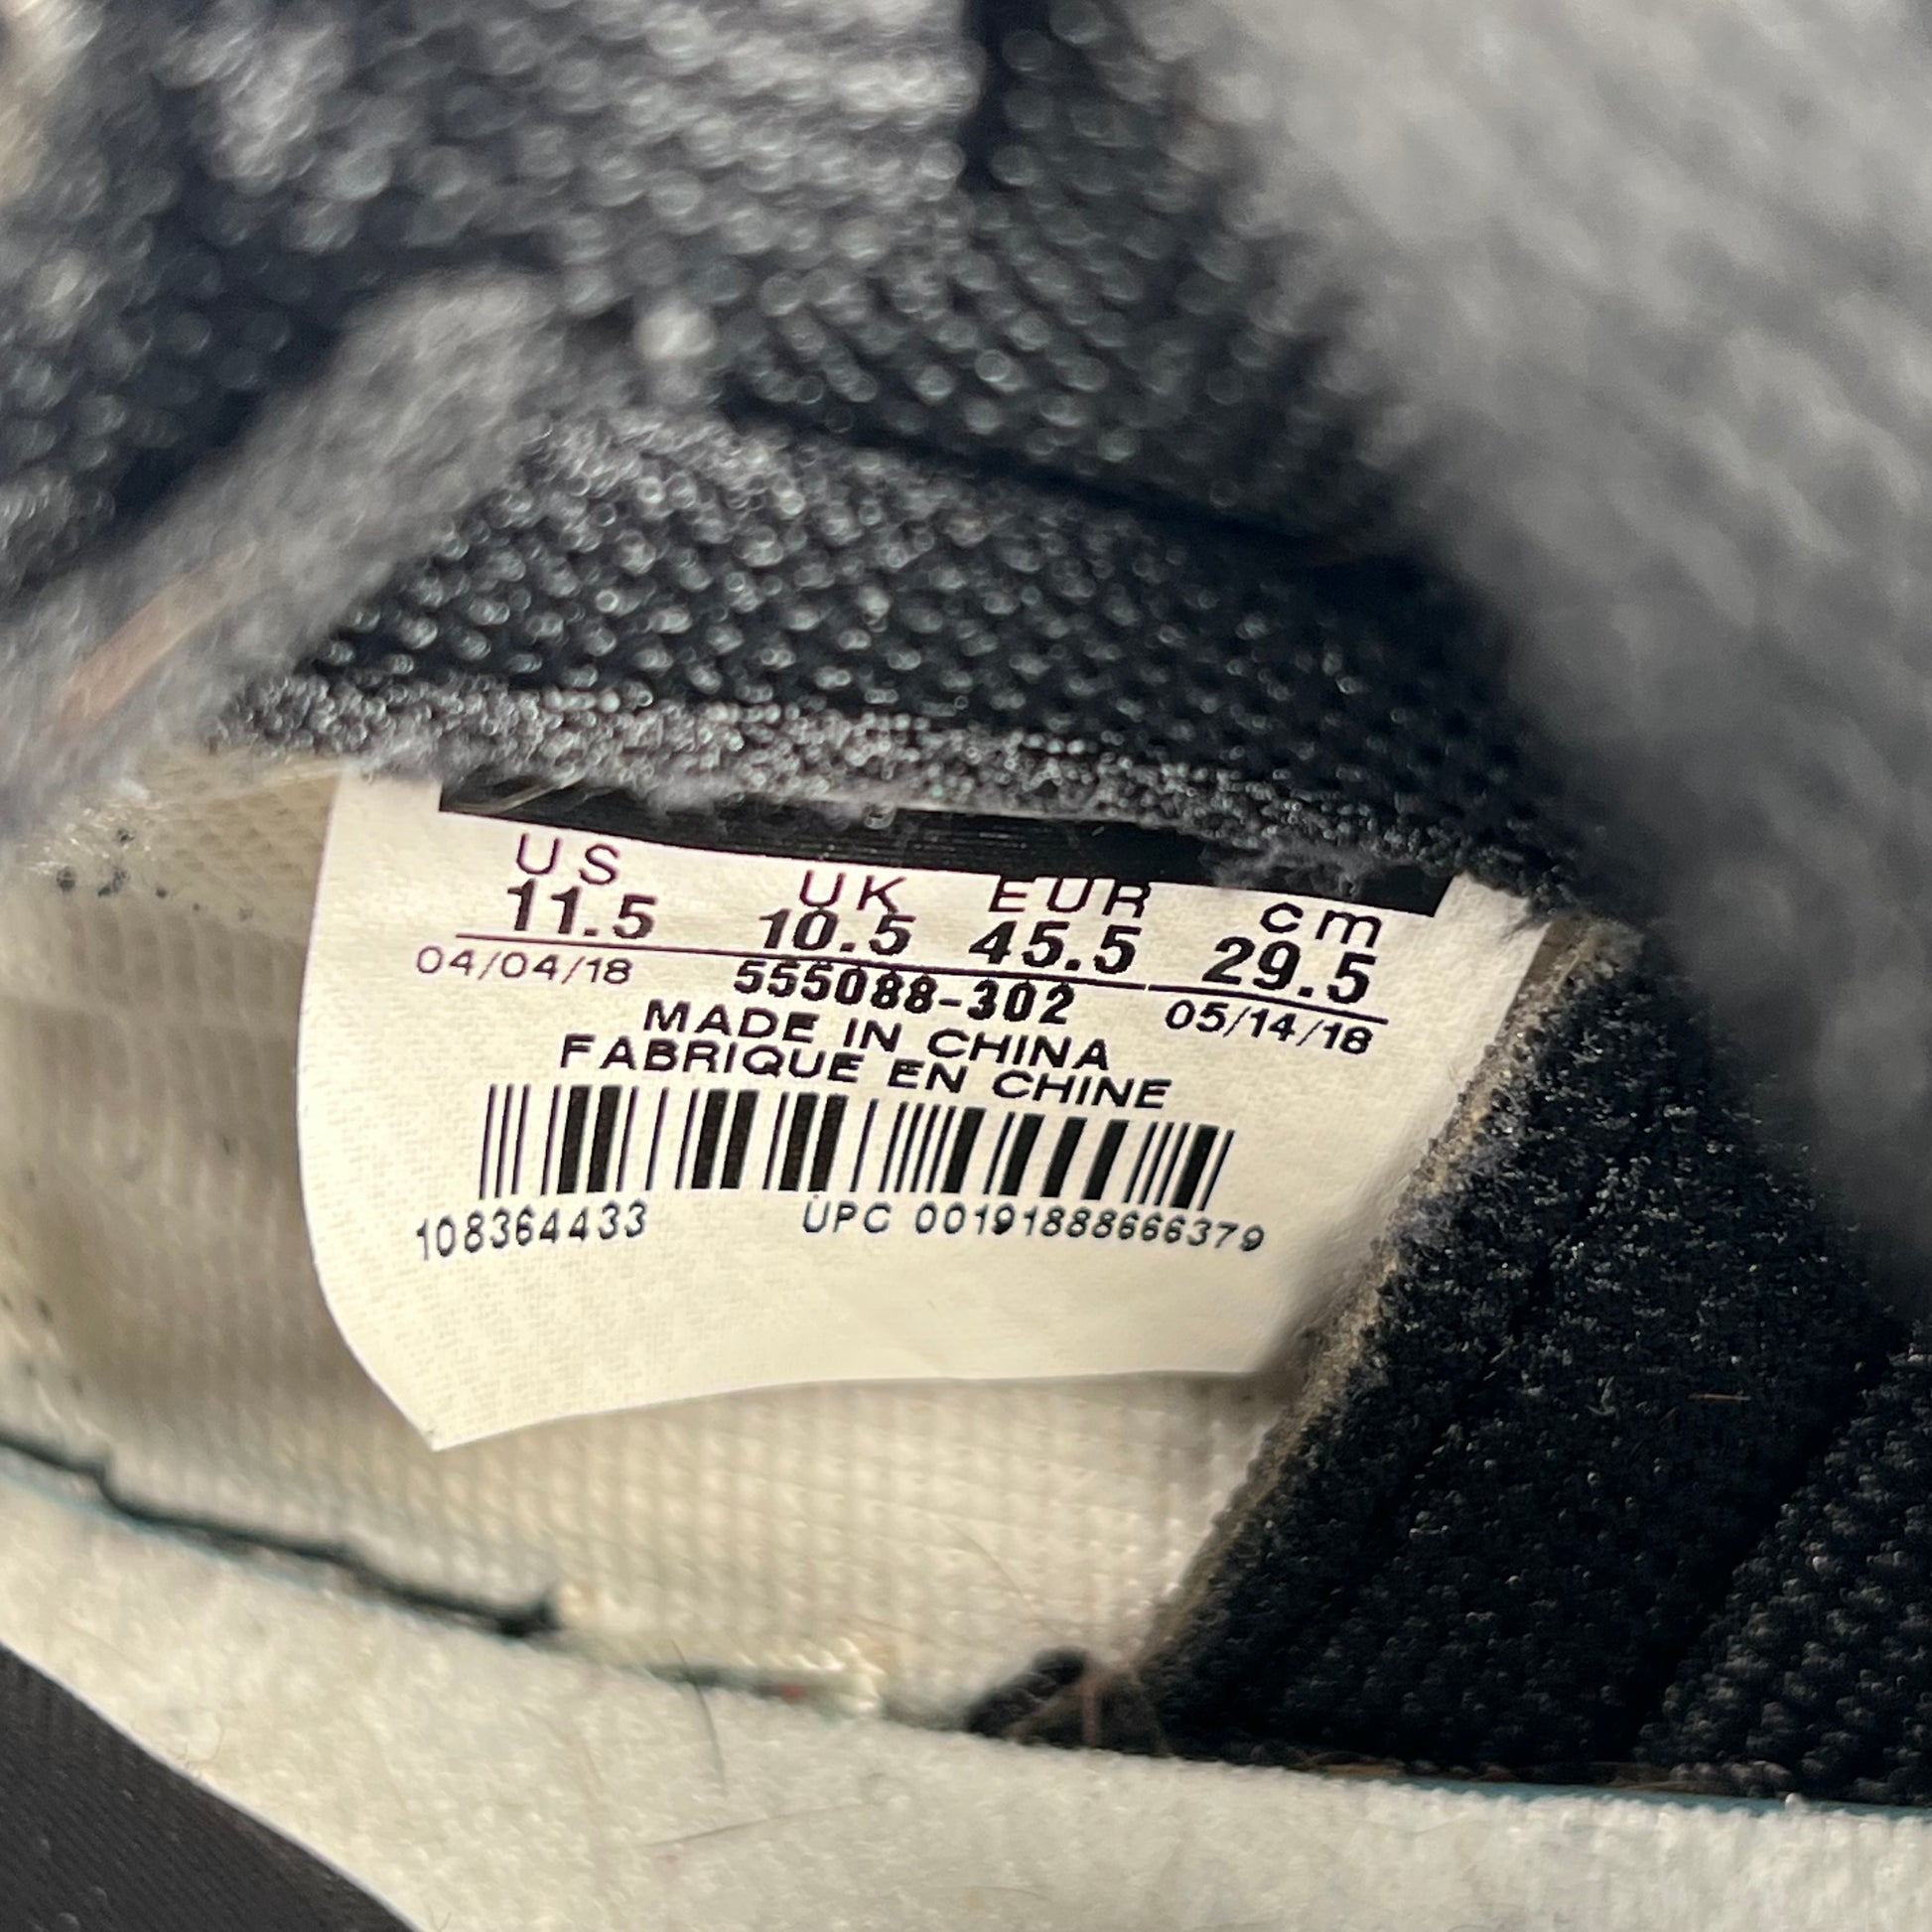 US UK EUR cm
11.5 10.5 45.5 29.5
04/04/18 555088-302 05/14/18
MADE IN CHINA
FABRIQUE EN CHINE
108364433 UPC 00191888666379